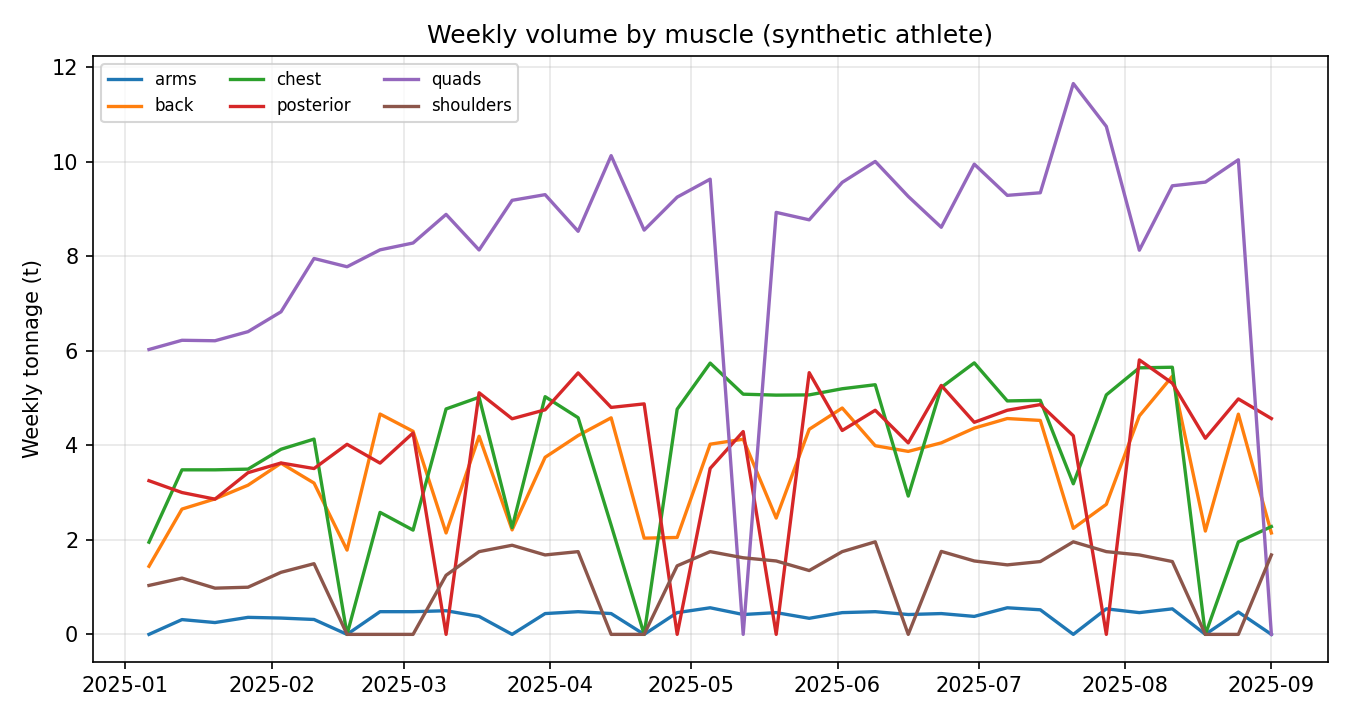 Weekly volume by muscle (synthetic athlete)
arms chest quads
back posterior shoulders
Weekly tonnage (t)
12
10
8
6
4
2
0
2025-01 2025-02 2025-03 2025-04 2025-05 2025-06 2025-07 2025-08 2025-09